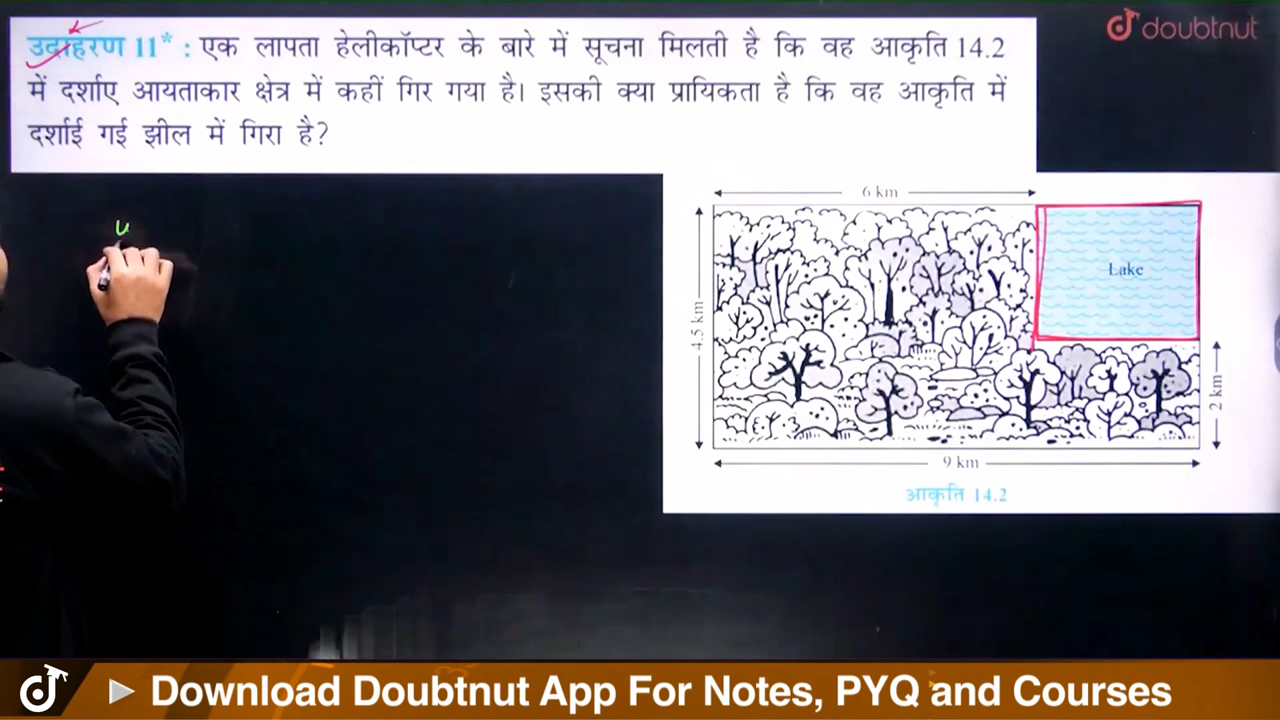 उदाहरण 11* : एक लापता हेलीकॉप्टर के बारे में सूचना मिलती है कि वह आकृति 14.2
में दर्शाए आयताकार क्षेत्र में कहीं गिर गया है। इसकी क्या प्रायिकता है कि वह आकृति में
दर्शाई गई झील में गिरा है?
doubtnut
u
6 km
4.5 km
Lake
2 km
9 km
आकृति 14.2
Download Doubtnut App For Notes, PYQ and Courses